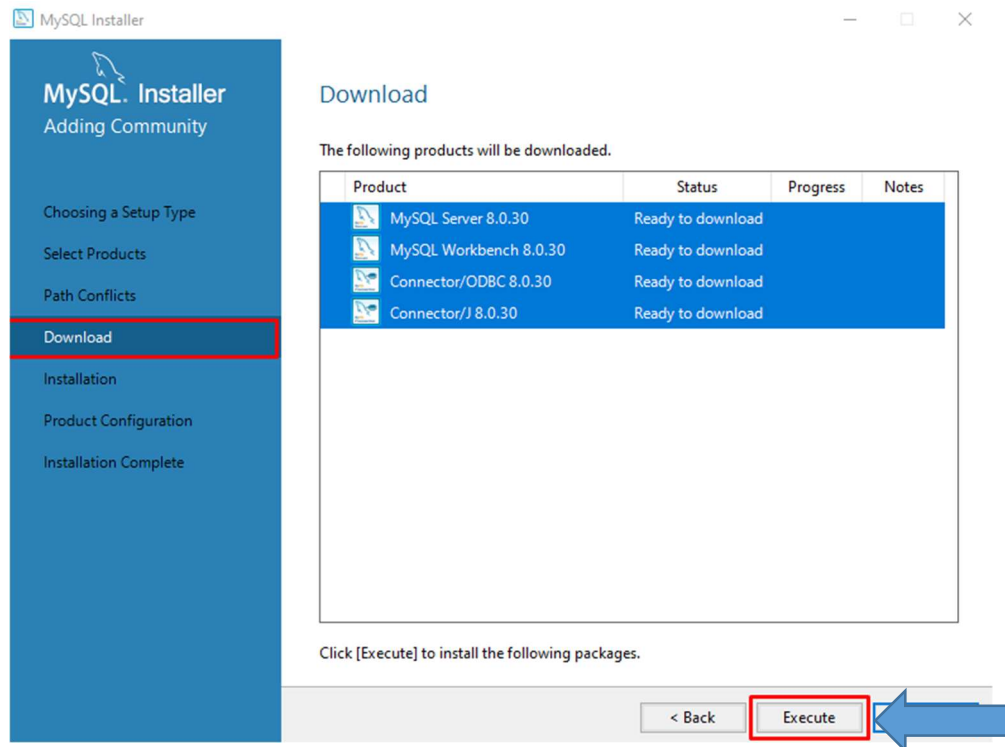 MySQL Installer
MySQL. Installer
Adding Community
Choosing a Setup Type
Select Products
Path Conflicts
Download
Installation
Product Configuration
Installation Complete
Download
The following products will be downloaded.
Product Status Progress Notes
MySQL Server 8.0.30 Ready to download
MySQL Workbench 8.0.30 Ready to download
Connector/ODBC 8.0.30 Ready to download
Connector/J 8.0.30 Ready to download
Click [Execute] to install the following packages.
< Back Execute